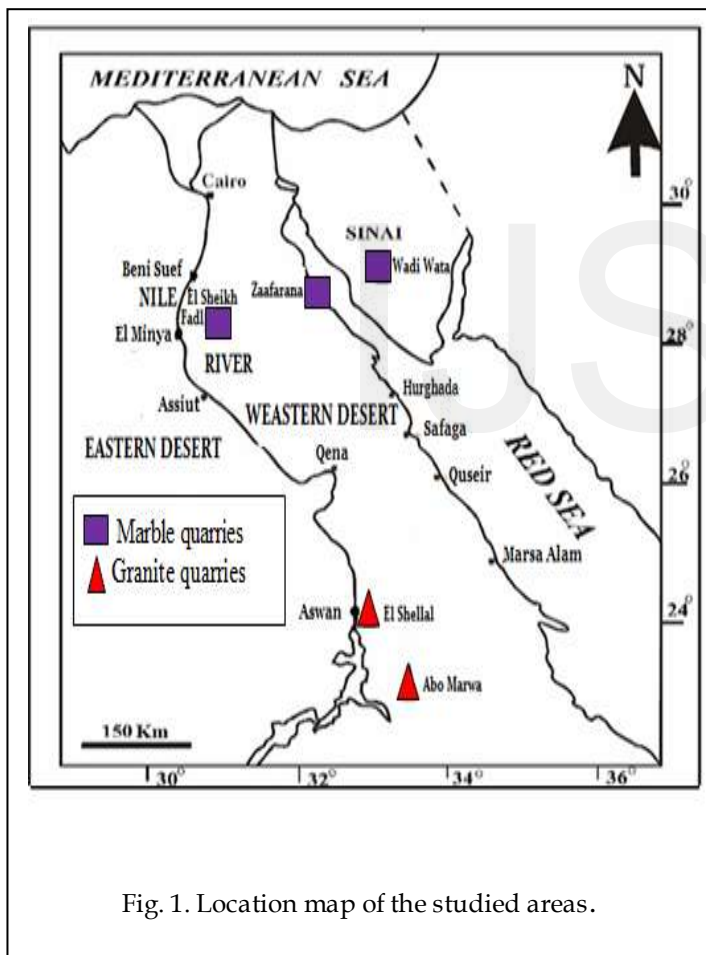 MEDITERRANEAN SEA
N
Cairo
30°
SINAI
Wadi Wata
Beni Suef
Zaafarana
NILE
El Sheikh
Fadl
El Minya
28°
RIVER
Hurghada
Assiut
WEASTERN DESERT
Safaga
EASTERN DESERT
Qena
RED SEA
Quseir
26°
Marble quarries
Granite quarries
Marsa Alam
Aswan
El Shellal
24°
Abo Marwa
150 Km
30°
32°
34°
36°
IJS
Fig. 1. Location map of the studied areas.